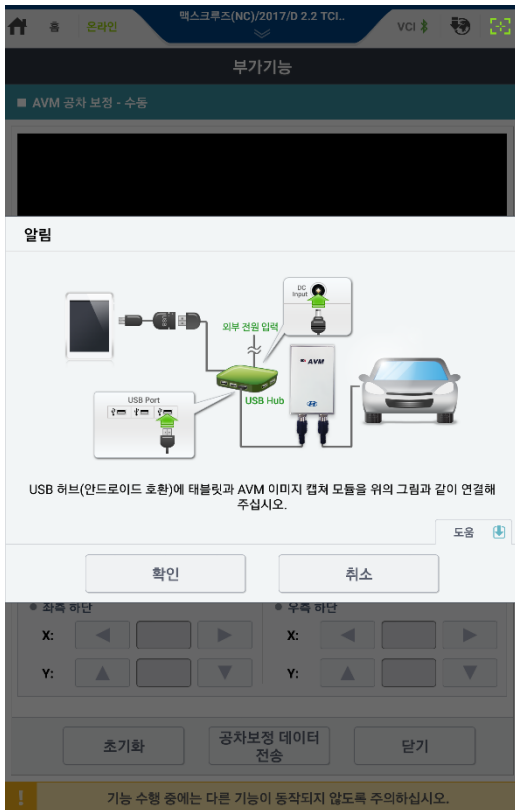 홈
온라인
맥스크루즈(NC)/2017/D 2.2 TCI..
VCI
부가기능
■ AVM 공차 보정 - 수동
알림
DC
Input
외부 전원 입력
AVM
USB Port
USB Hub
USB 허브(안드로이드 호환)에 태블릿과 AVM 이미지 캡쳐 모듈을 위의 그림과 같이 연결해
주십시오.
도움
확인
취소
● 좌측 하단
● 우측 하단
X:
X:
Y:
Y:
초기화
공차보정 데이터
전송
닫기
기능 수행 중에는 다른 기능이 동작되지 않도록 주의하십시오.